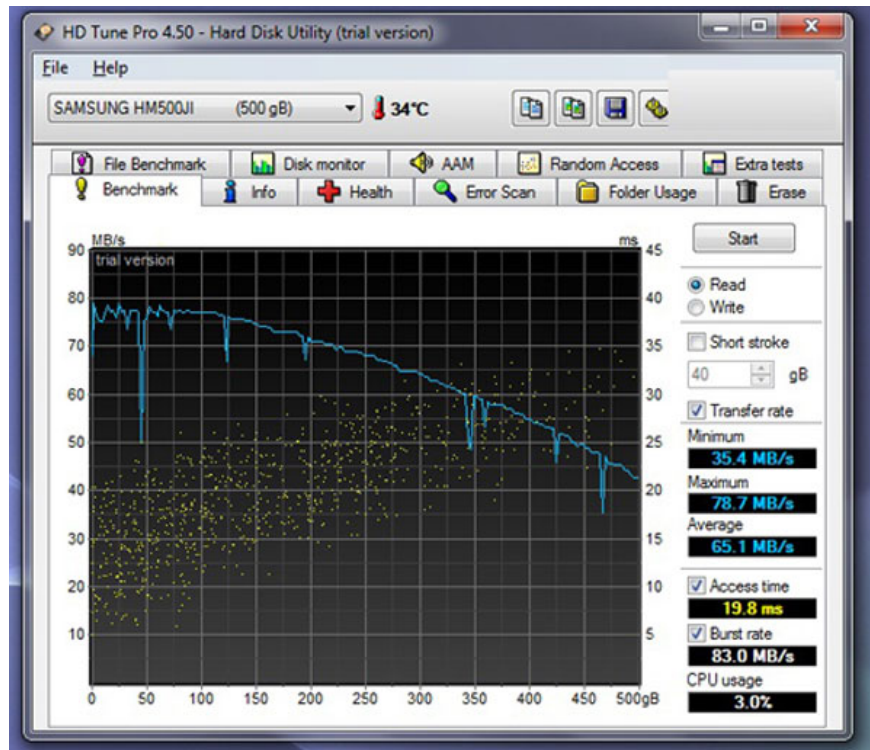 HD Tune Pro 4.50 - Hard Disk Utility (trial version)
File Help
SAMSUNG HM500JI (500 gB) 34°C
File Benchmark Disk monitor AAM Random Access Extra tests
Benchmark Info Health Error Scan Folder Usage Erase
MB/s ms
trial version
90 45
80 40
70 35
60 30
50 25
40 20
30 15
20 10
10 5
0 50 100 150 200 250 300 350 400 450 500gB
Start
Read
Write
Short stroke
40 gB
Transfer rate
Minimum
35.4 MB/s
Maximum
78.7 MB/s
Average
65.1 MB/s
Access time
19.8 ms
Burst rate
83.0 MB/s
CPU usage
3.0%